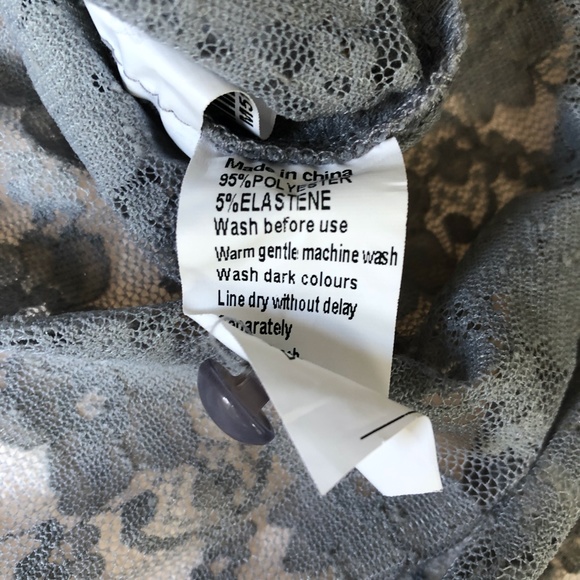 M5
Made in china
95%POLYESTER
5%ELASTENE
Wash before use
Warm gentle machine wash
Wash dark colours
Line dry without delay